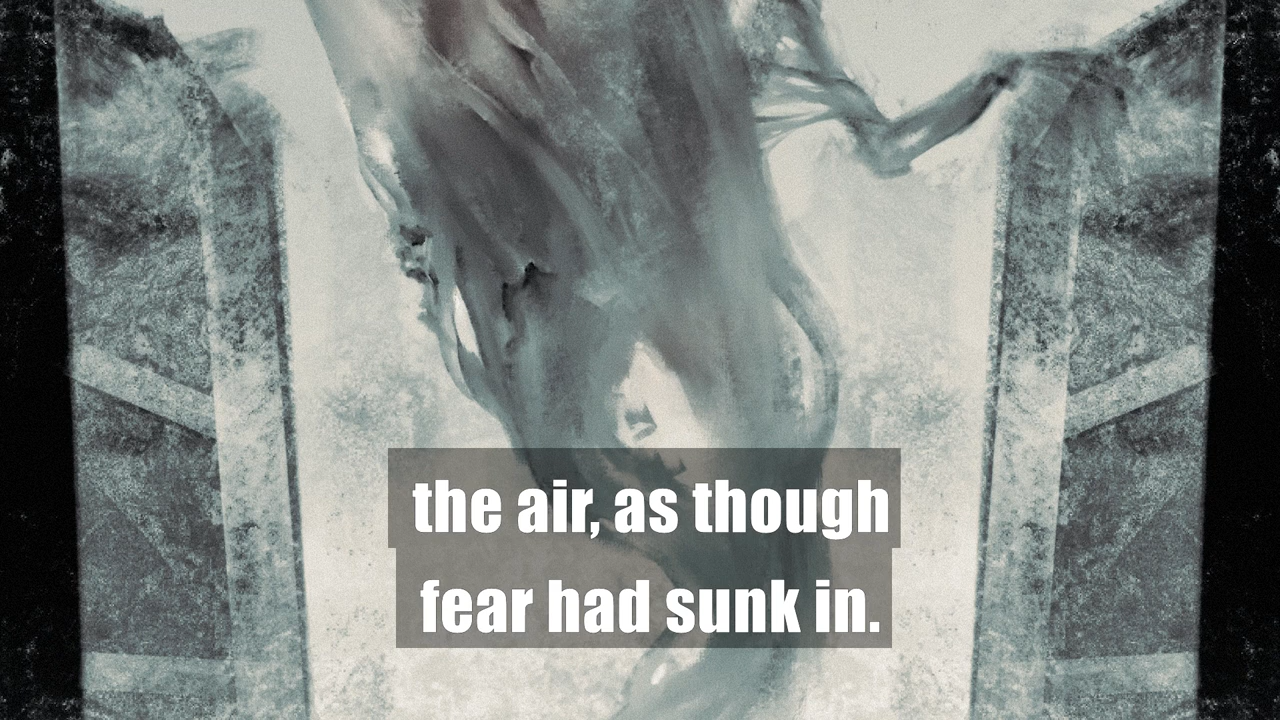 the air, as though
fear had sunk in.